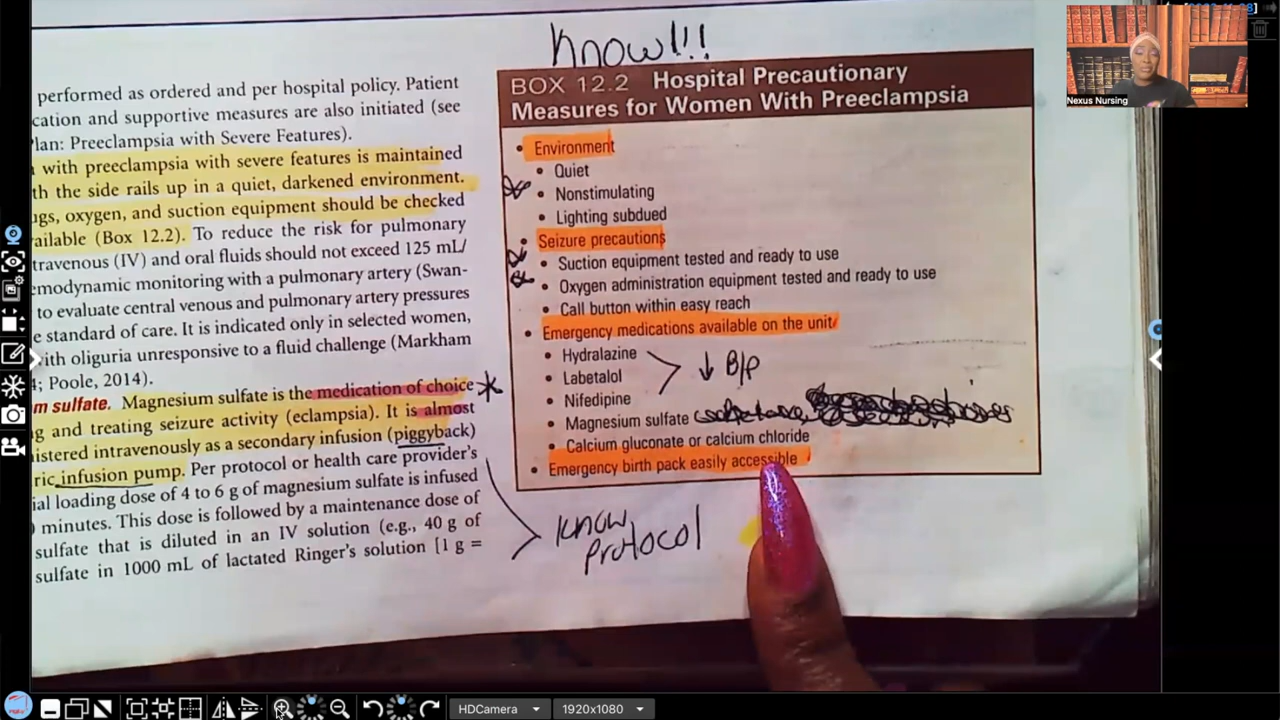 Know!!!
performed as ordered and per hospital policy. Patient
cation and supportive measures are also initiated (see
Plan: Preeclampsia with Severe Features).
with preeclampsia with severe features is maintained
th the side rails up in a quiet, darkened environment.
ugs, oxygen, and suction equipment should be checked
ailable (Box 12.2). To reduce the risk for pulmonary
travenous (IV) and oral fluids should not exceed 125 mL/
emodynamic monitoring with a pulmonary artery (Swan-
to evaluate central venous and pulmonary artery pressures
e standard of care. It is indicated only in selected women,
with oliguria unresponsive to a fluid challenge (Markham
4; Poole, 2014).
m sulfate. Magnesium sulfate is the medication of choice
g and treating seizure activity (eclampsia). It is almost
istered intravenously as a secondary infusion (piggyback)
ric infusion pump. Per protocol or health care provider's
ial loading dose of 4 to 6 g of magnesium sulfate is infused
minutes. This dose is followed by a maintenance dose of
sulfate that is diluted in an IV solution (e.g., 40 g of
sulfate in 1000 mL of lactated Ringer's solution [1 g =
BOX 12.2 Hospital Precautionary
Measures for Women With Preeclampsia
• Environment
• Quiet
• Nonstimulating
• Lighting subdued
• Seizure precautions
• Suction equipment tested and ready to use
• Oxygen administration equipment tested and ready to use
• Call button within easy reach
• Emergency medications available on the unit
• Hydralazine
• Labetalol
• Nifedipine
↓ B/P
• Magnesium sulfate
• Calcium gluconate or calcium chloride
• Emergency birth pack easily accessible
Know
Protocol
Nexus Nursing
HDCamera
1920x1080